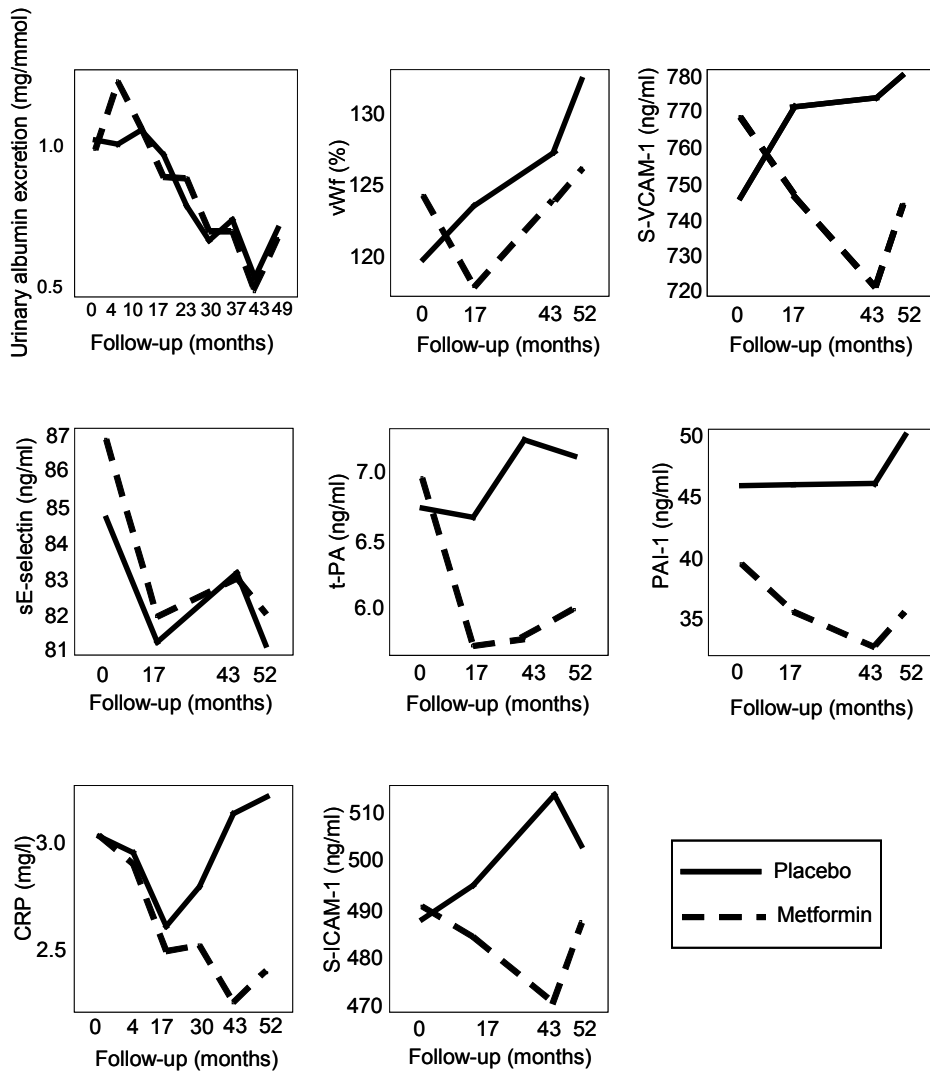 Urinary albumin excretion (mg/mmol)
1.0
0.5
0 4 10 17 23 30 37 43 49
Follow-up (months)
vWf (%)
130
125
120
0 17 43 52
Follow-up (months)
S-VCAM-1 (ng/ml)
780
770
760
750
740
730
720
0 17 43 52
Follow-up (months)
sE-selectin (ng/ml)
87
86
85
84
83
82
81
0 17 43 52
Follow-up (months)
t-PA (ng/ml)
7.0
6.5
6.0
0 17 43 52
Follow-up (months)
PAI-1 (ng/ml)
50
45
40
35
0 17 43 52
Follow-up (months)
CRP (mg/l)
3.0
2.5
0 4 17 30 43 52
Follow-up (months)
S-ICAM-1 (ng/ml)
510
500
490
480
470
0 17 43 52
Follow-up (months)
Placebo
Metformin